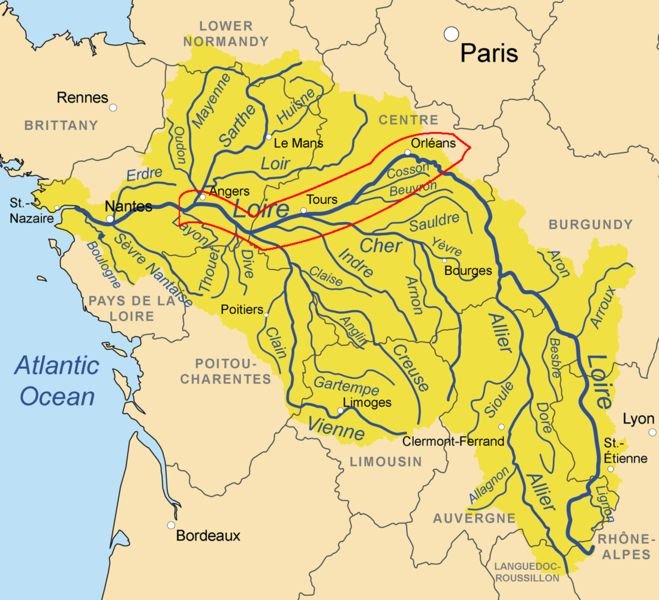 LOWER
NORMANDY
Paris
Rennes
BRITTANY
Mayenne
Oudon
Sarthe
Huisne
Le Mans
Loir
CENTRE
Orléans
Cosson
Beuvron
Erdre
Angers
Loire
Tours
St.-
Nazaire
Nantes
Layon
Thouet
Dive
Sèvre Nantaise
Boulogne
Cher
Sauldre
Yèvre
Bourges
Indre
Arnon
Claise
BURGUNDY
Aron
Arroux
PAYS DE LA
LOIRE
Poitiers
Clain
Anglin
Creuse
Allier
Besbre
Loire
Atlantic
Ocean
POITOU-
CHARENTES
Gartempe
Limoges
Vienne
Sioule
Dore
Clermont-Ferrand
Lyon
St.-
Étienne
LIMOUSIN
Allagnon
Allier
Lignon
AUVERGNE
RHÔNE-
ALPES
Bordeaux
LANGUEDOC-
ROUSSILLON